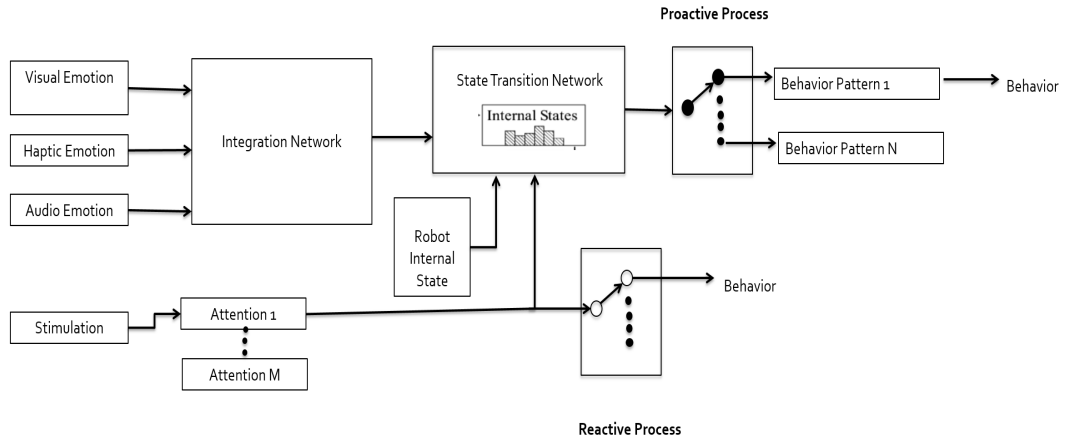 Proactive Process
Visual Emotion
State Transition Network
Behavior Pattern 1
Behavior
Internal States
Integration Network
Haptic Emotion
Behavior Pattern N
Audio Emotion
Robot
Internal
State
Behavior
Stimulation
Attention 1
Attention M
Reactive Process